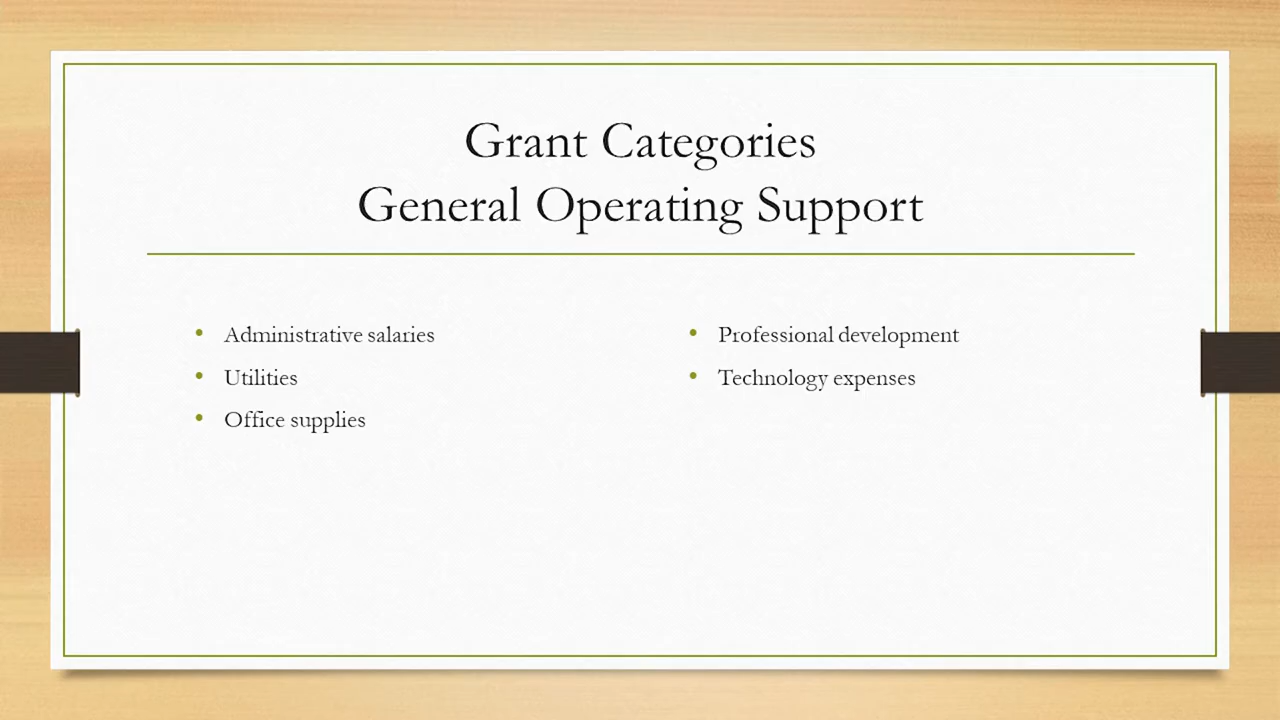 Grant Categories
General Operating Support
• Administrative salaries
• Utilities
• Office supplies
• Professional development
• Technology expenses